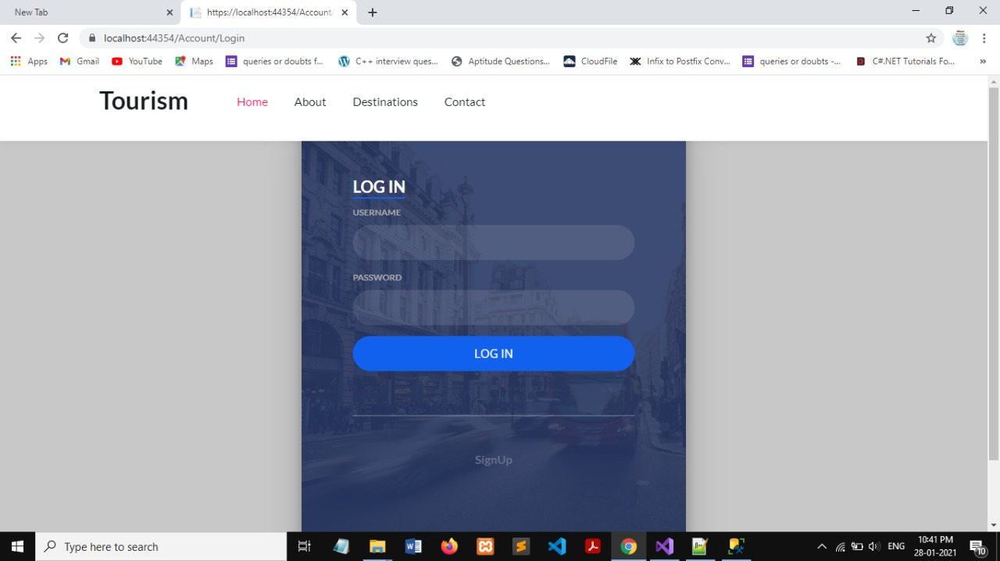 New Tab
https://localhost:44354/Account/
localhost:44354/Account/Login
Apps Gmail YouTube Maps queries or doubts f... C++ interview ques... Aptitude Questions... CloudFile Infix to Postfix Conv... queries or doubts -... C#.NET Tutorials Fo... »
Tourism Home About Destinations Contact
LOG IN
USERNAME
PASSWORD
LOG IN
SignUp
Type here to search
ENG
10:41 PM
28-01-2021
10